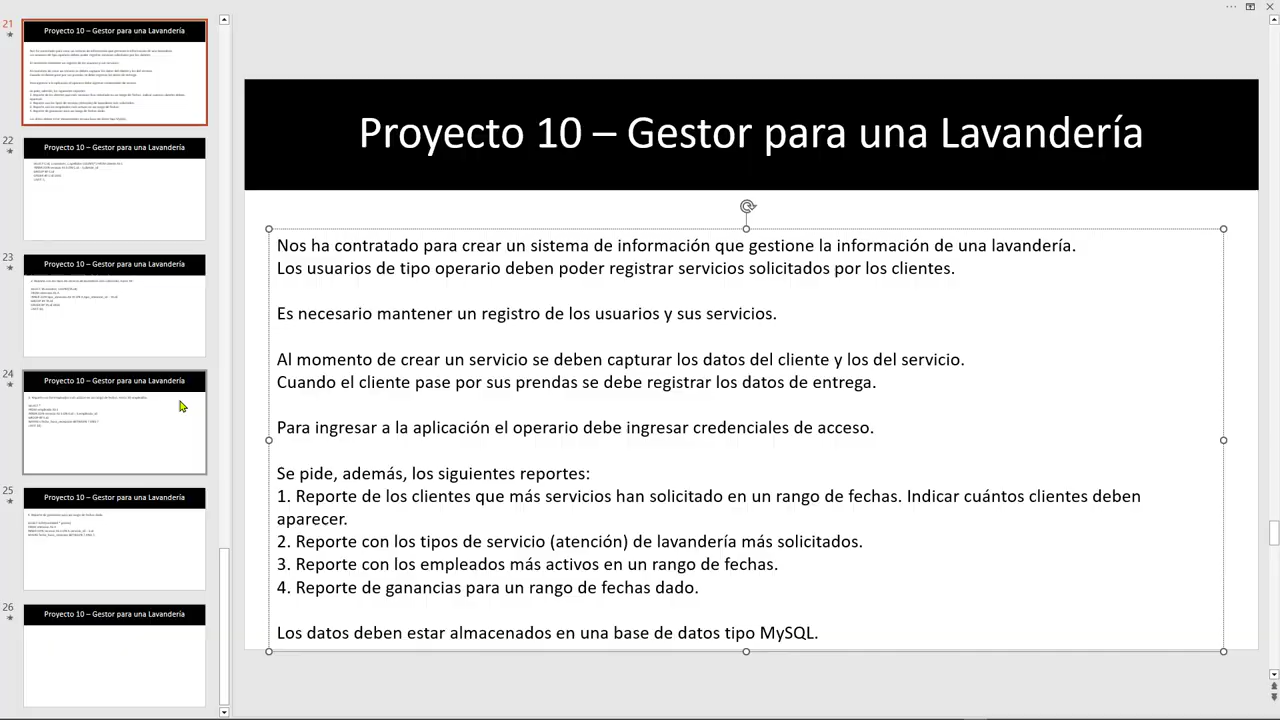 21
Proyecto 10 – Gestor para una Lavandería
22
Proyecto 10 – Gestor para una Lavandería
23
Proyecto 10 – Gestor para una Lavandería
24
Proyecto 10 – Gestor para una Lavandería
25
Proyecto 10 – Gestor para una Lavandería
26
Proyecto 10 – Gestor para una Lavandería
Proyecto 10 – Gestor para una Lavandería
Nos ha contratado para crear un sistema de información que gestione la información de una lavandería.
Los usuarios de tipo operario deben poder registrar servicios solicitados por los clientes.
Es necesario mantener un registro de los usuarios y sus servicios.
Al momento de crear un servicio se deben capturar los datos del cliente y los del servicio.
Cuando el cliente pase por sus prendas se debe registrar los datos de entrega.
Para ingresar a la aplicación el operario debe ingresar credenciales de acceso.
Se pide, además, los siguientes reportes:
1. Reporte de los clientes que más servicios han solicitado en un rango de fechas. Indicar cuántos clientes deben
aparecer.
2. Reporte con los tipos de servicio (atención) de lavandería más solicitados.
3. Reporte con los empleados más activos en un rango de fechas.
4. Reporte de ganancias para un rango de fechas dado.
Los datos deben estar almacenados en una base de datos tipo MySQL.